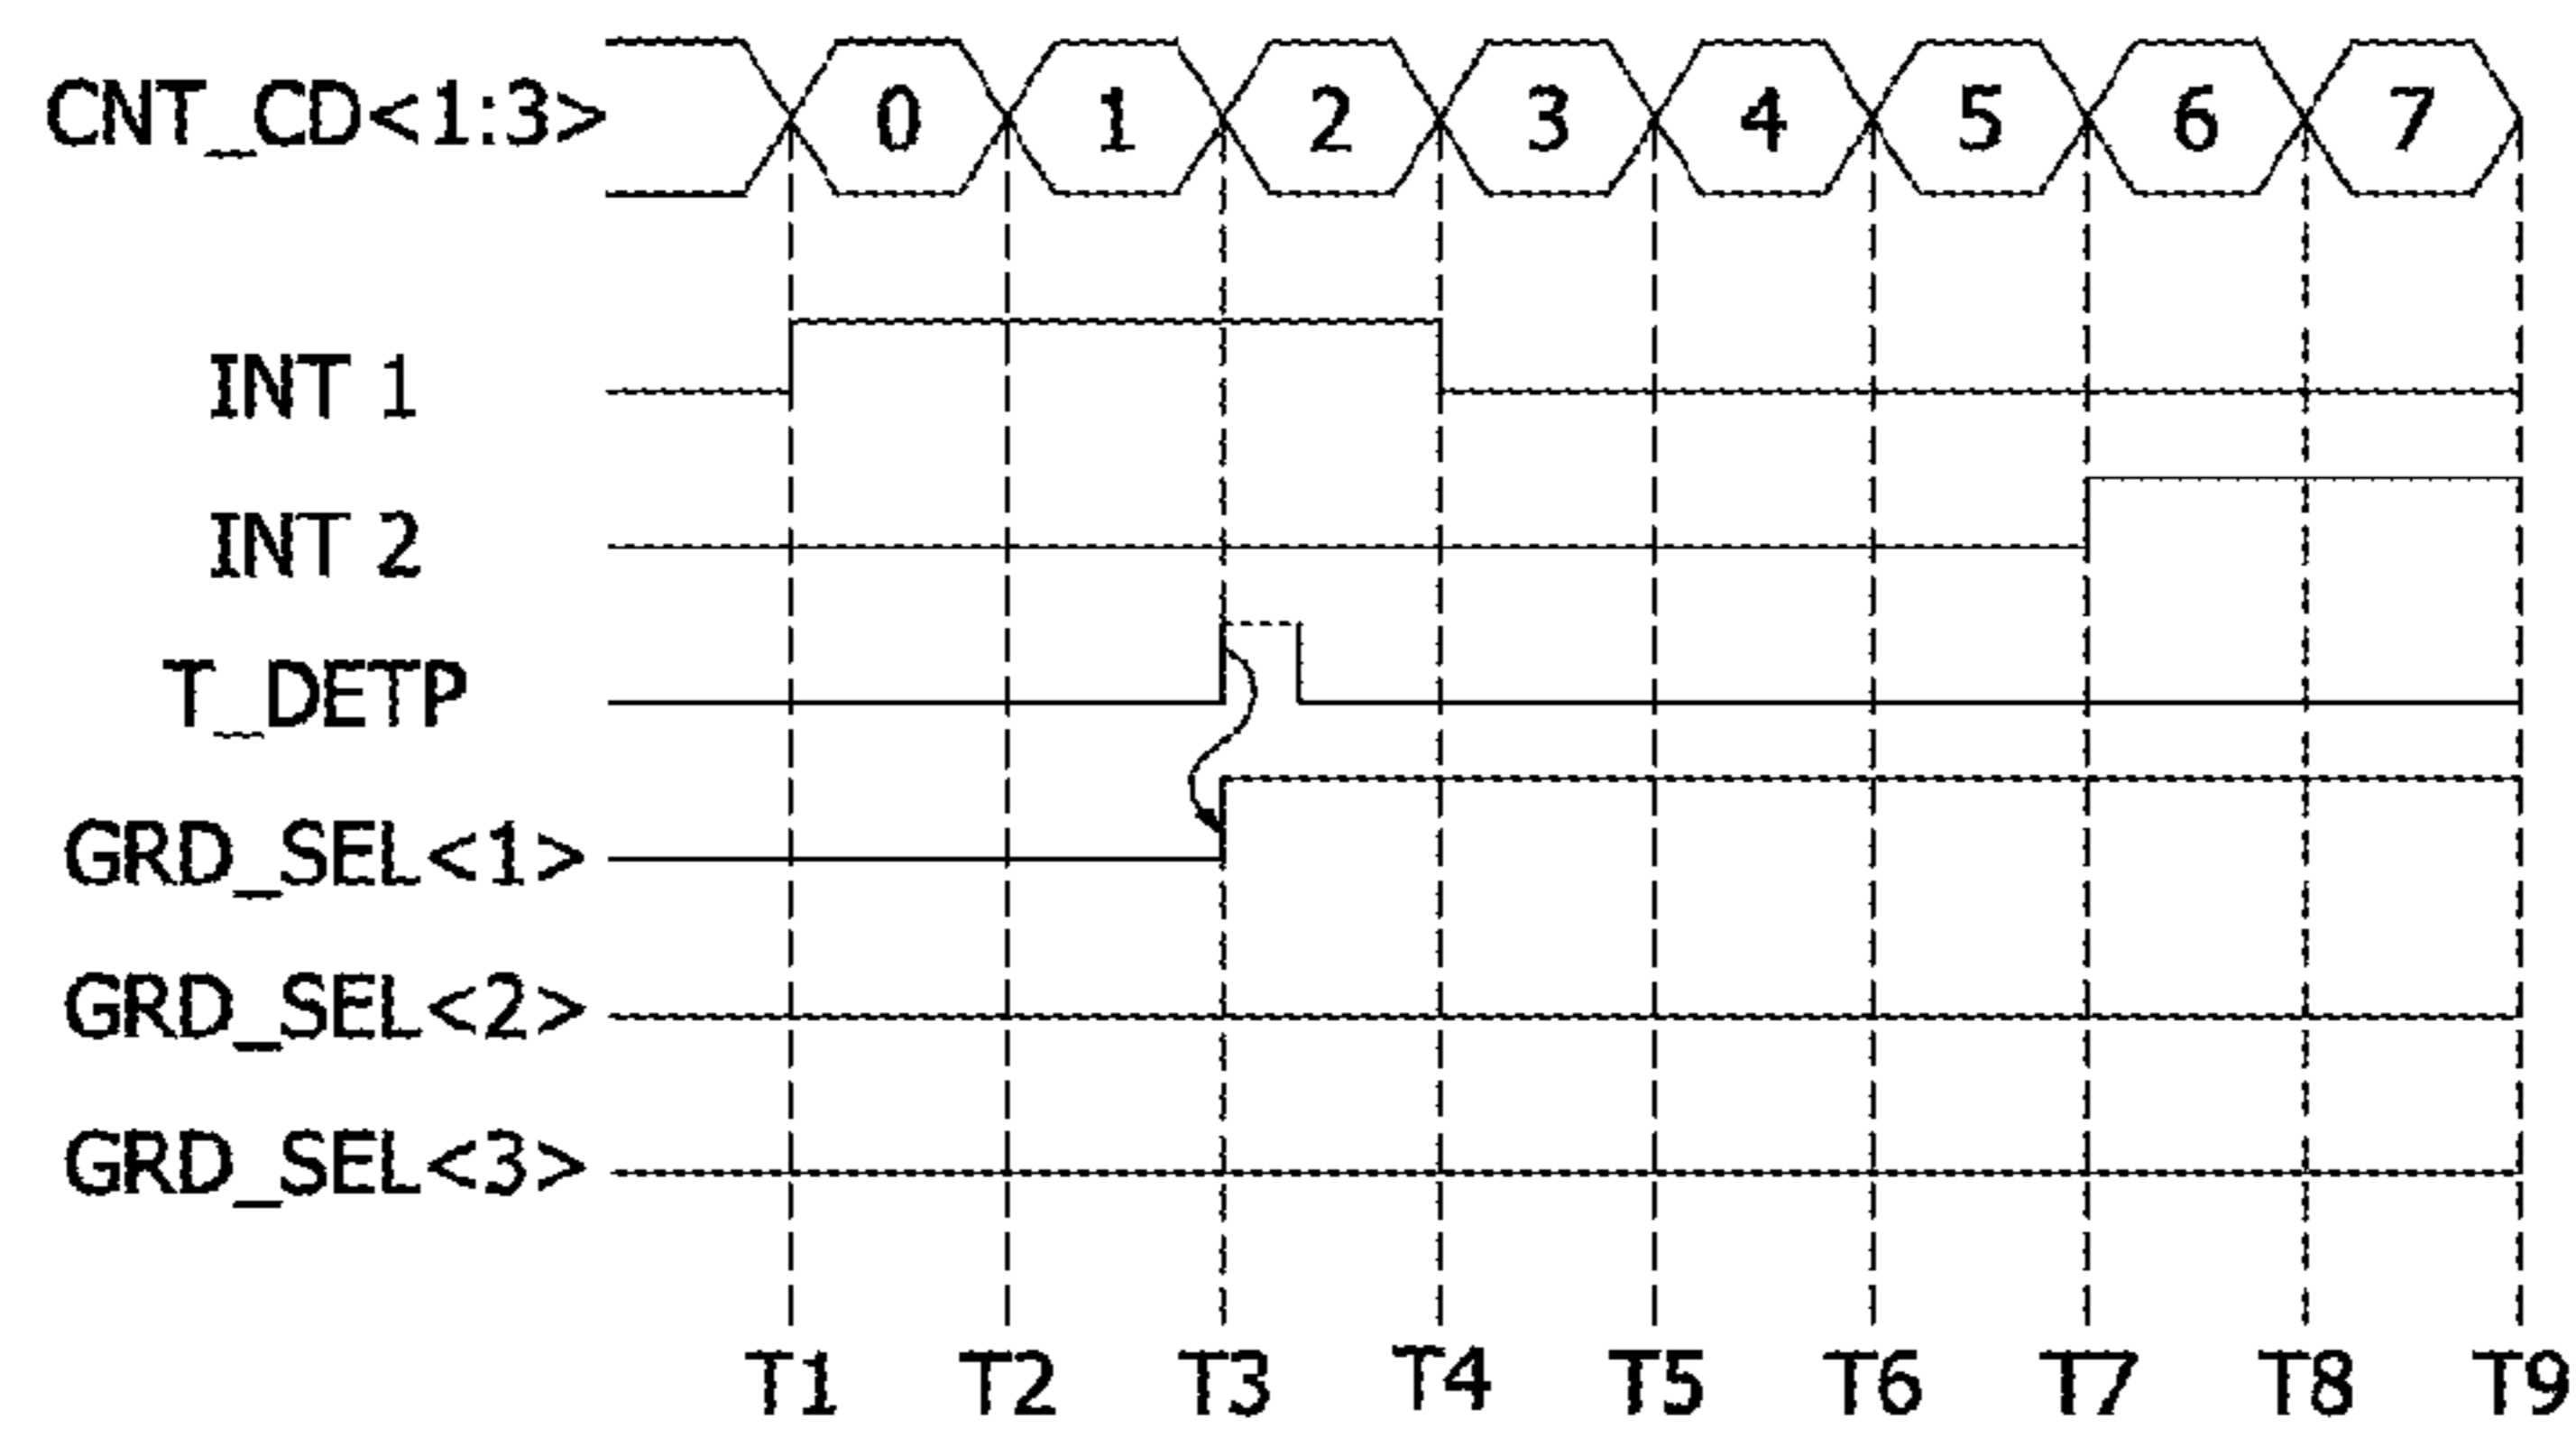 CNT_CD<1:3> 0 1 2 3 4 5 6 7
INT 1
INT 2
T_DETP
GRD_SEL<1>
GRD_SEL<2>
GRD_SEL<3>
T1 T2 T3 T4 T5 T6 T7 T8 T9